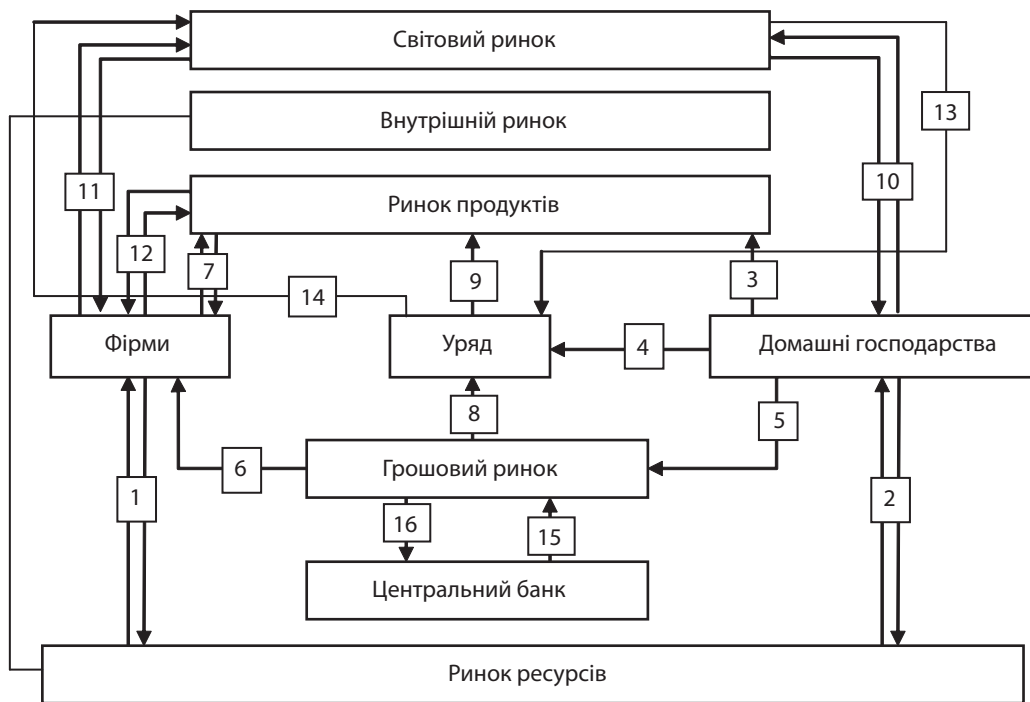 Світовий ринок
Внутрішній ринок
13
11
10
Ринок продуктів
12
7
9
3
14
Фірми
Уряд
4
Домашні господарства
8
5
6
Грошовий ринок
1
2
16
15
Центральний банк
Ринок ресурсів